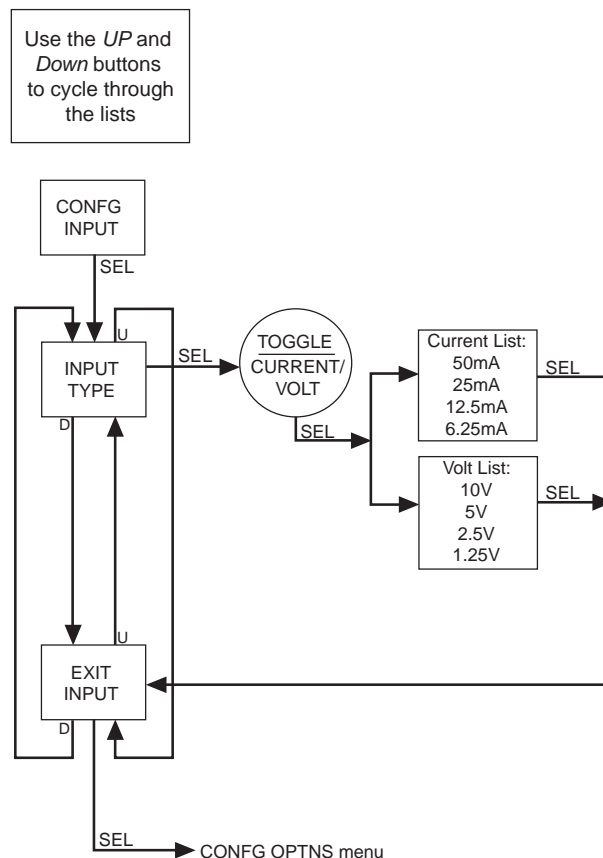 Use the UP and
Down buttons
to cycle through
the lists
CONFG
INPUT
SEL
U
INPUT
TYPE
SEL
TOGGLE
CURRENT/
VOLT
SEL
Current List:
50mA
25mA
12.5mA
6.25mA
SEL
Volt List:
10V
5V
2.5V
1.25V
SEL
D
U
EXIT
INPUT
D
SEL
CONFG OPTNS menu